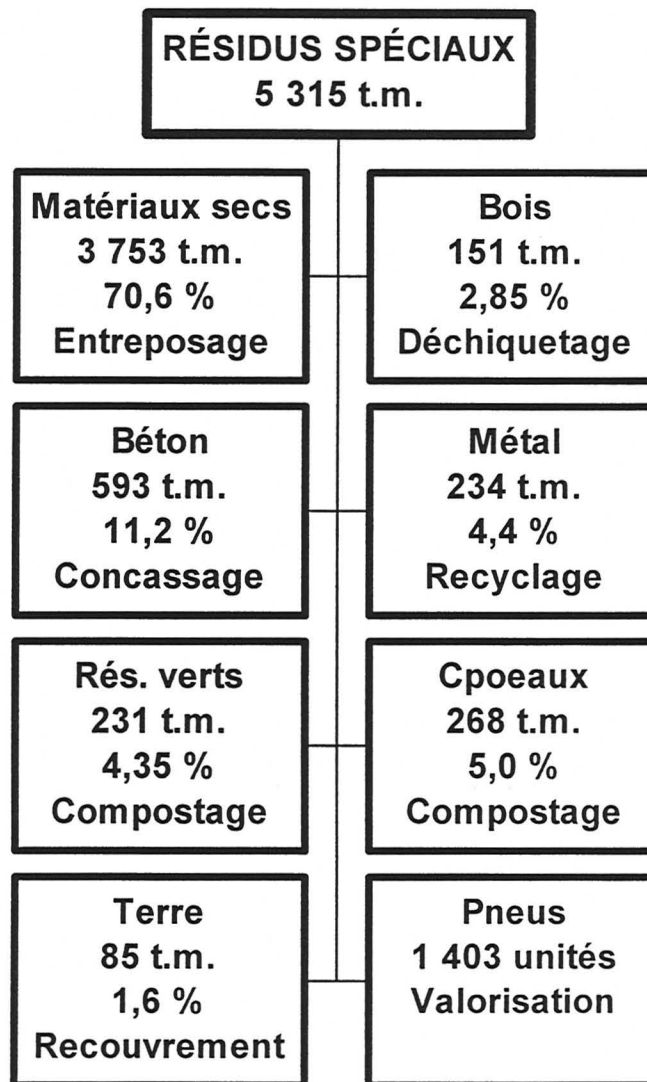 RÉSIDUS SPÉCIAUX
5 315 t.m.
Matériaux secs
3 753 t.m.
70,6 %
Entreposage
Bois
151 t.m.
2,85 %
Déchiquetage
Béton
593 t.m.
11,2 %
Concassage
Métal
234 t.m.
4,4 %
Recyclage
Rés. verts
231 t.m.
4,35 %
Compostage
Cpoeaux
268 t.m.
5,0 %
Compostage
Terre
85 t.m.
1,6 %
Recouvrement
Pneus
1 403 unités
Valorisation